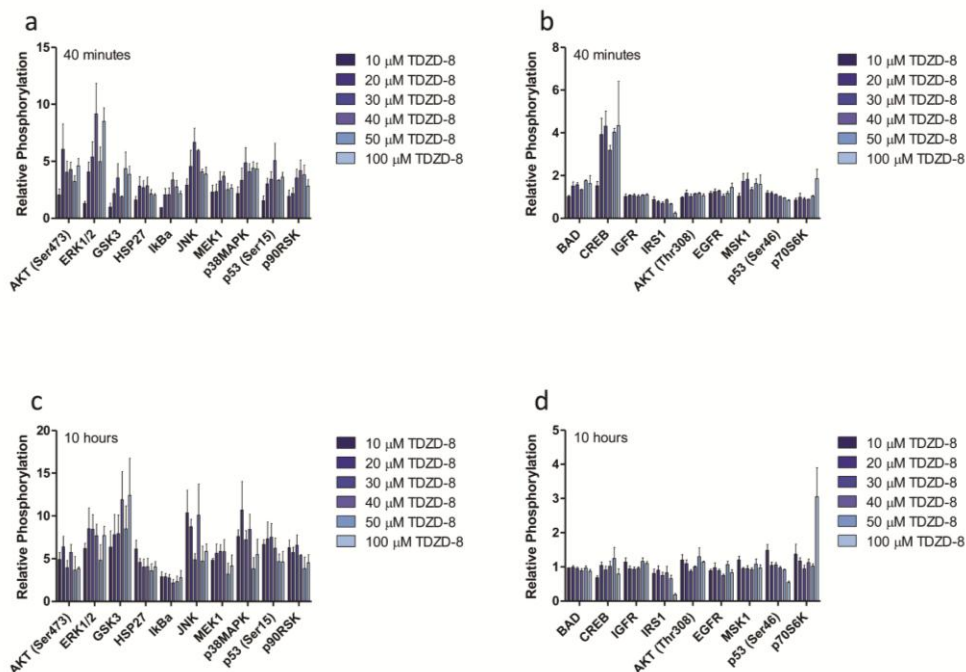 a
40 minutes
Relative Phosphorylation
15
10
5
0
AKT (Ser473)
ERK1/2
GSK3
HSP27
IkBa
JNK
MEK1
p38MAPK
p53 (Ser15)
p90RSK
10 μM TDZD-8
20 μM TDZD-8
30 μM TDZD-8
40 μM TDZD-8
50 μM TDZD-8
100 μM TDZD-8
b
40 minutes
Relative Phosphorylation
8
6
4
2
0
BAD
CREB
IGFR
IRS1
AKT (Thr308)
EGFR
MSK1
p53 (Ser46)
p70S6K
10 μM TDZD-8
20 μM TDZD-8
30 μM TDZD-8
40 μM TDZD-8
50 μM TDZD-8
100 μM TDZD-8
c
10 hours
Relative Phosphorylation
20
15
10
5
0
AKT (Ser473)
ERK1/2
GSK3
HSP27
IkBa
JNK
MEK1
p38MAPK
p53 (Ser15)
p90RSK
10 μM TDZD-8
20 μM TDZD-8
30 μM TDZD-8
40 μM TDZD-8
50 μM TDZD-8
100 μM TDZD-8
d
10 hours
Relative Phosphorylation
5
4
3
2
1
0
BAD
CREB
IGFR
IRS1
AKT (Thr308)
EGFR
MSK1
p53 (Ser46)
p70S6K
10 μM TDZD-8
20 μM TDZD-8
30 μM TDZD-8
40 μM TDZD-8
50 μM TDZD-8
100 μM TDZD-8